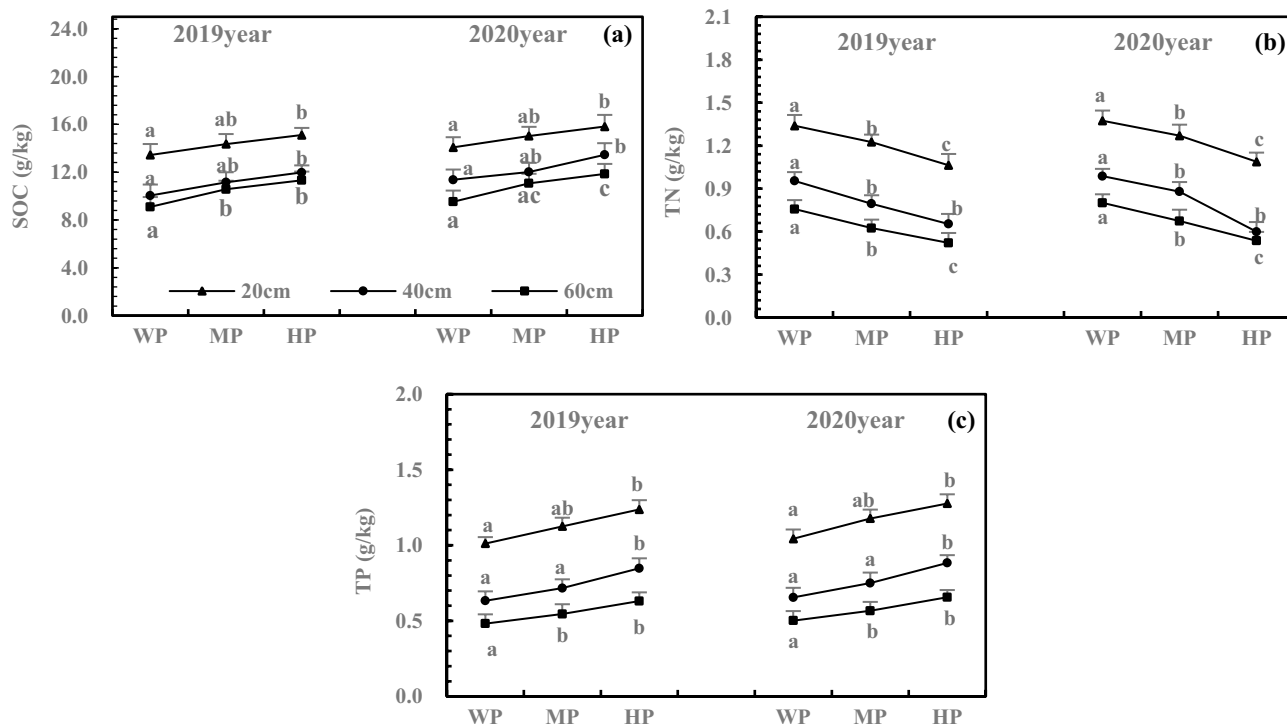 24.0
20.0
16.0
12.0
8.0
4.0
0.0
SOC (g/kg)
2019year 2020year (a)
a ab b a ab b
a ab b a ab b
a b b a ac c
20cm 40cm 60cm
WP MP HP WP MP HP
2.1
1.8
1.5
1.2
0.9
0.6
0.3
0.0
TN (g/kg)
2019year 2020year (b)
a b c a b c
a b b a b b
a b c a b c
WP MP HP WP MP HP
2.0
1.5
1.0
0.5
0.0
TP (g/kg)
2019year 2020year (c)
a ab b a ab b
a a b a a b
a b b a b b
WP MP HP WP MP HP